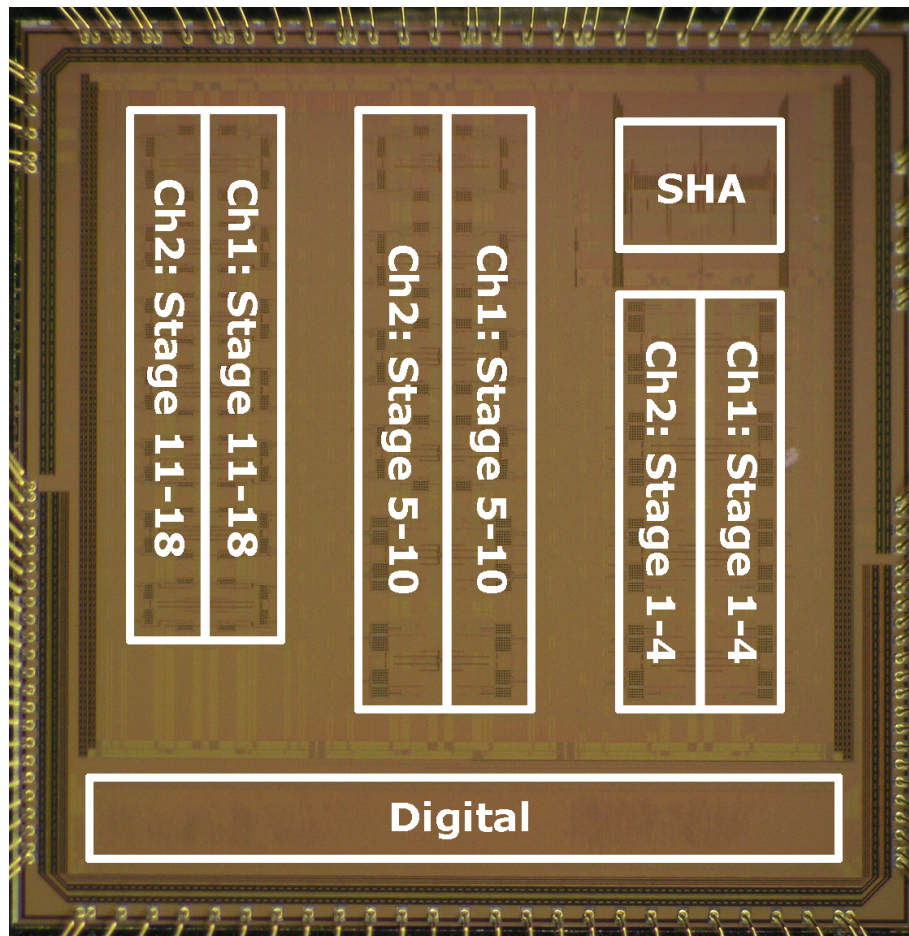 Ch2: Stage 11-18
Ch1: Stage 11-18
Ch2: Stage 5-10
Ch1: Stage 5-10
SHA
Ch2: Stage 1-4
Ch1: Stage 1-4
Digital